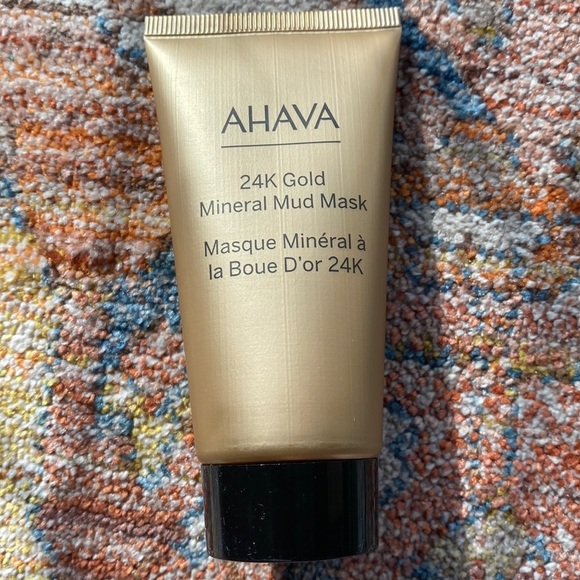 AHAVA
24K Gold
Mineral Mud Mask
Masque Minéral à
la Boue D'or 24K